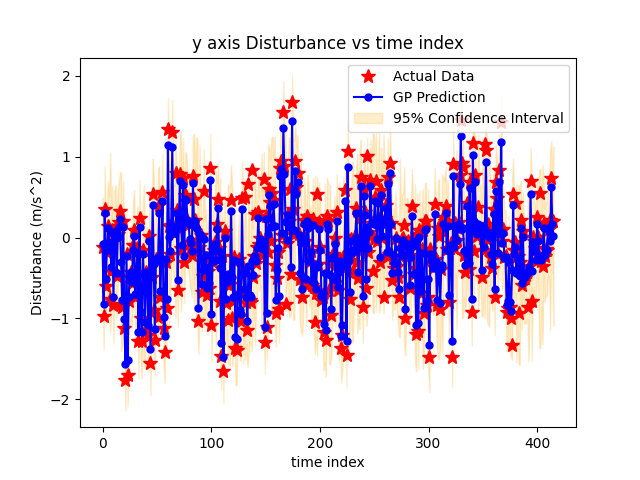 y axis Disturbance vs time index
Actual Data
GP Prediction
95% Confidence Interval
Disturbance (m/s^2)
2
1
0
−1
−2
0
100
200
300
400
time index